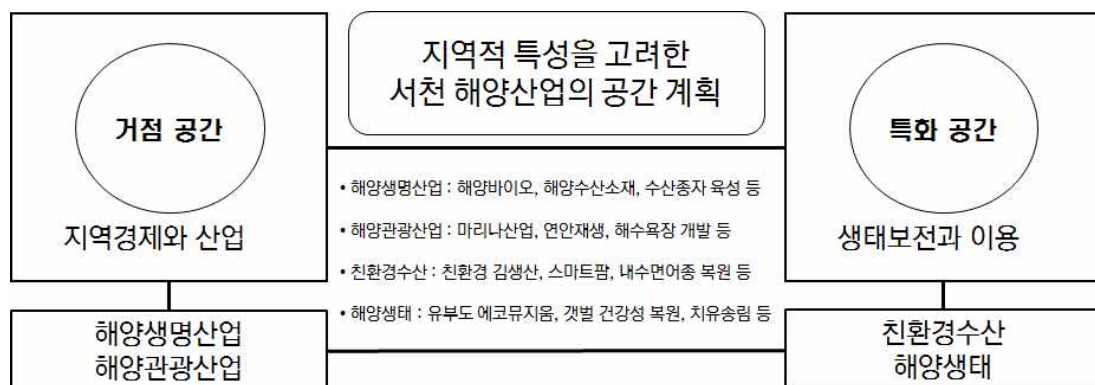 거점 공간
지역경제와 산업
해양생명산업
해양관광산업
지역적 특성을 고려한
서천 해양산업의 공간 계획
• 해양생명산업 : 해양바이오, 해양수산소재, 수산종자 육성 등
• 해양관광산업 : 마리나산업, 연안재생, 해수욕장 개발 등
• 친환경수산 : 친환경 김생산, 스마트팜, 내수면어종 복원 등
• 해양생태 : 유부도 에코뮤지움, 갯벌 건강성 복원, 치유송림 등
특화 공간
생태보전과 이용
친환경수산
해양생태